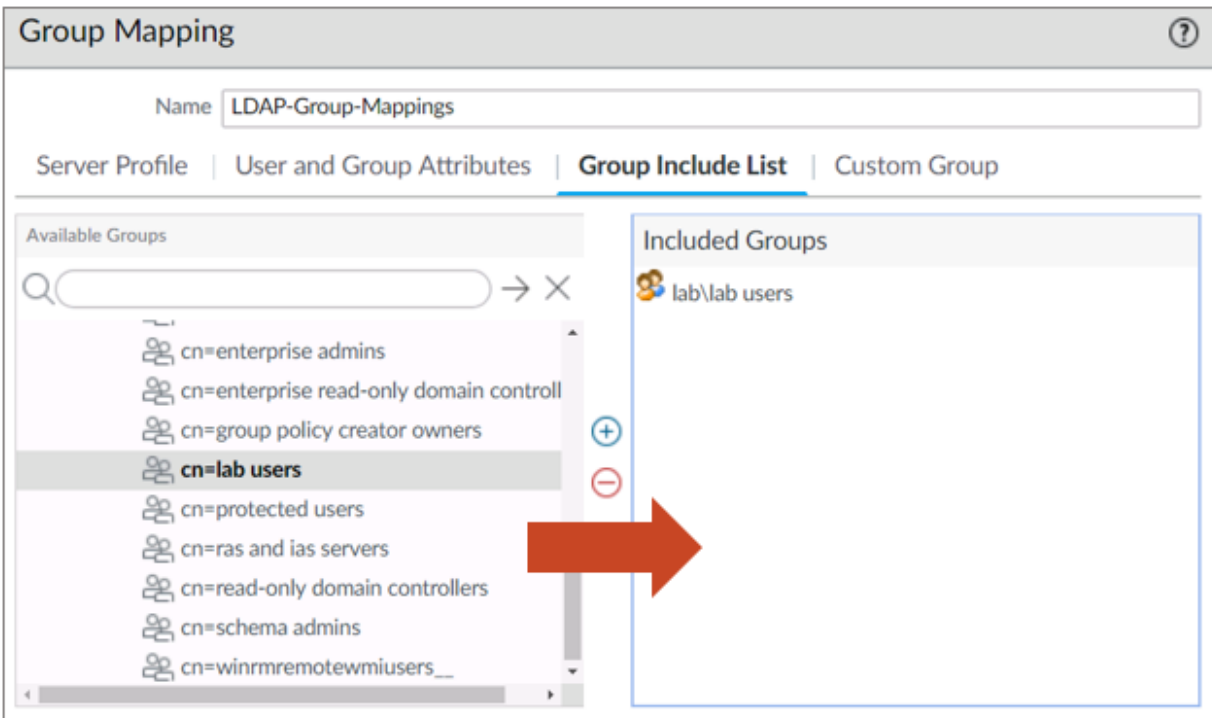 Group Mapping
Name LDAP-Group-Mappings
Server Profile | User and Group Attributes | Group Include List | Custom Group
Available Groups
cn=enterprise admins
cn=enterprise read-only domain controll
cn=group policy creator owners
cn=lab users
cn=protected users
cn=ras and ias servers
cn=read-only domain controllers
cn=schema admins
cn=winrmremotewmiusers__
Included Groups
lab\lab users